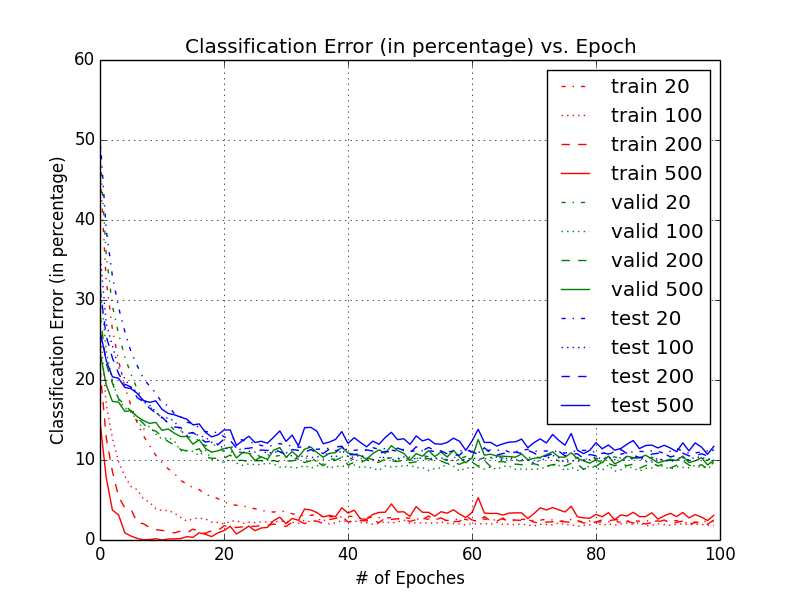 Classification Error (in percentage) vs. Epoch
60
50
40
30
20
10
0
Classification Error (in percentage)
0 20 40 60 80 100
# of Epoches
train 20
train 100
train 200
train 500
valid 20
valid 100
valid 200
valid 500
test 20
test 100
test 200
test 500